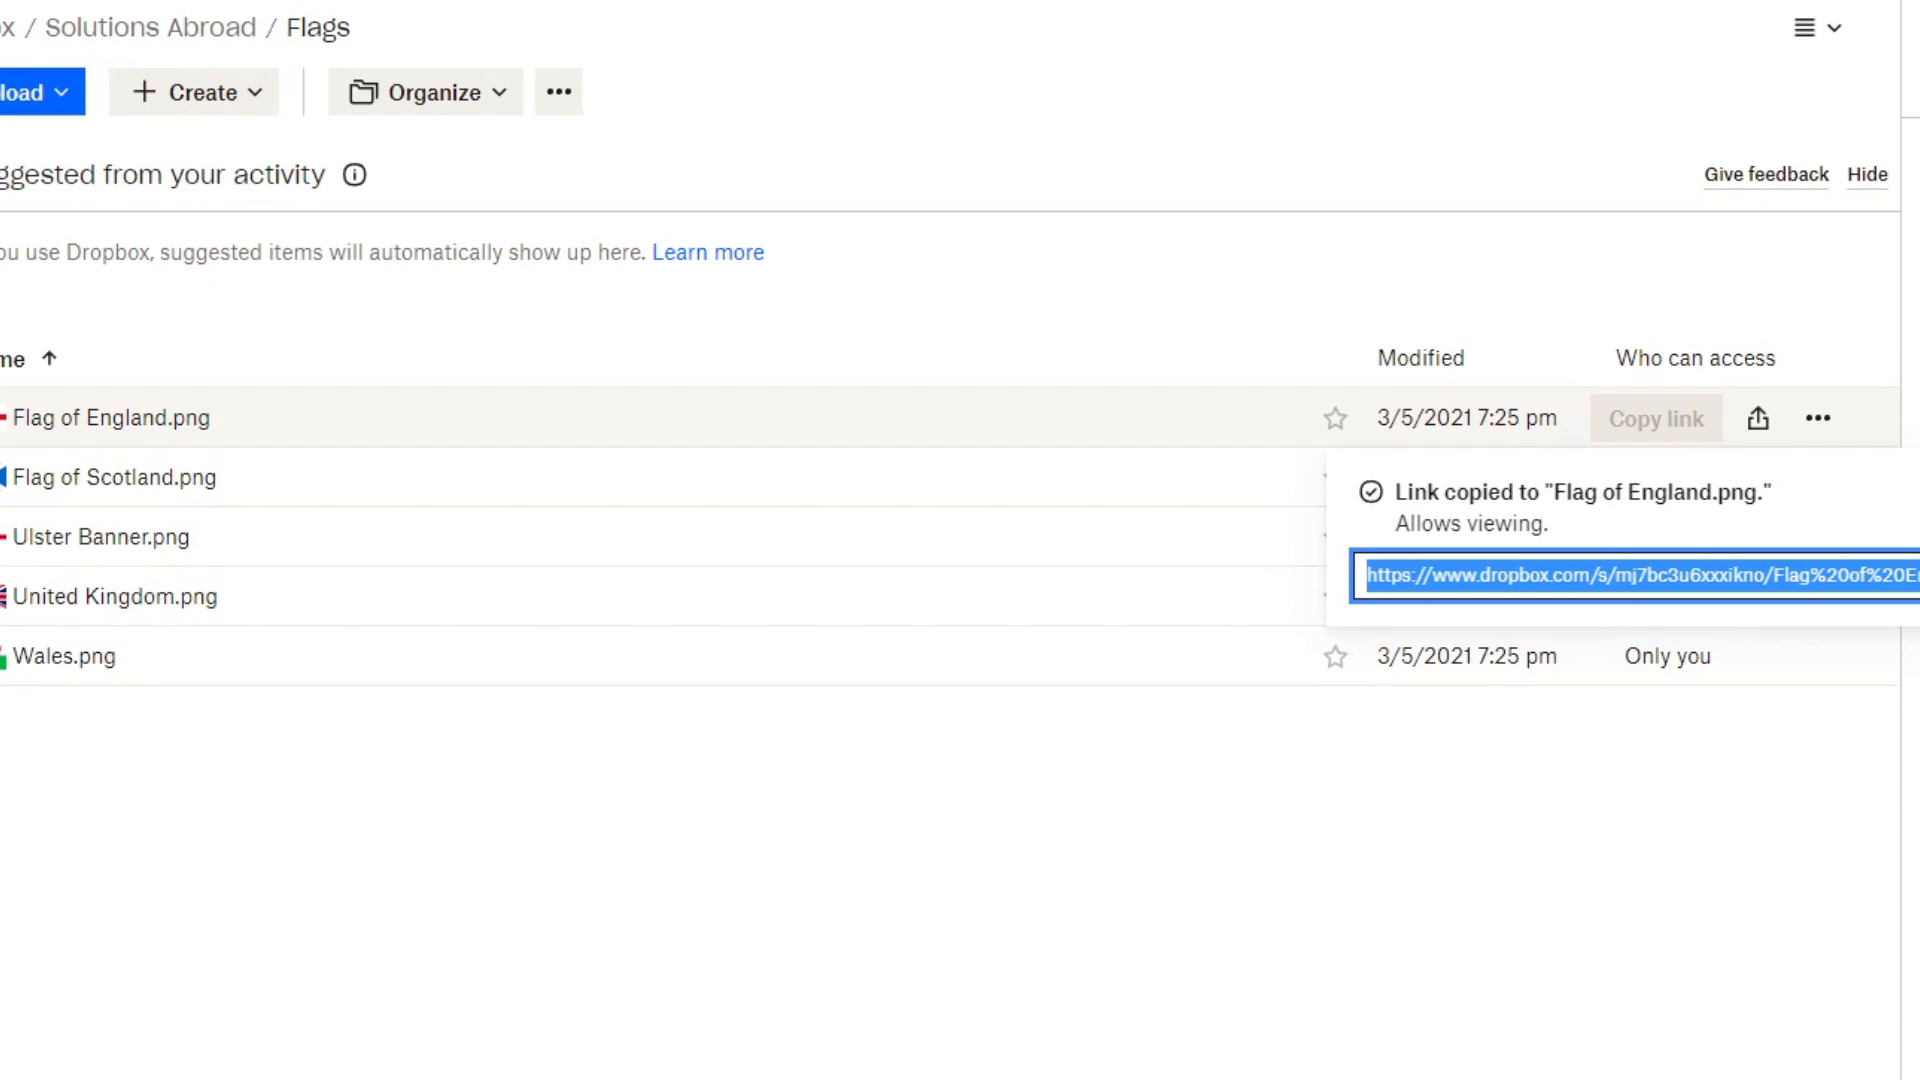 x / Solutions Abroad / Flags
load
Create
Organize
ggested from your activity
Give feedback Hide
ou use Dropbox, suggested items will automatically show up here. Learn more
me Modified Who can access
Flag of England.png 3/5/2021 7:25 pm Copy link
Flag of Scotland.png
Link copied to "Flag of England.png."
Allows viewing.
Ulster Banner.png
https://www.dropbox.com/s/mj7bc3u6xxxikno/Flag%20of%20E
United Kingdom.png
Wales.png 3/5/2021 7:25 pm Only you